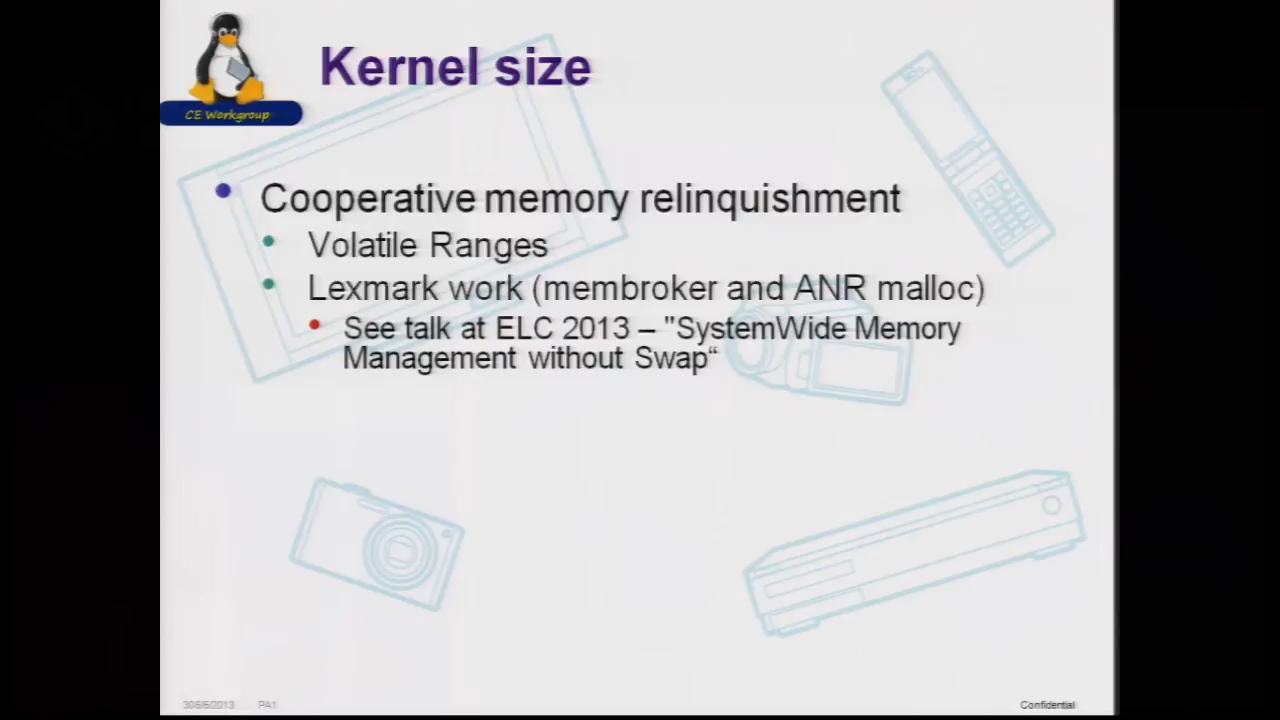 Kernel size
CE Workgroup
Cooperative memory relinquishment
Volatile Ranges
Lexmark work (membroker and ANR malloc)
See talk at ELC 2013 – "SystemWide Memory
Management without Swap“
PA1
Confidential